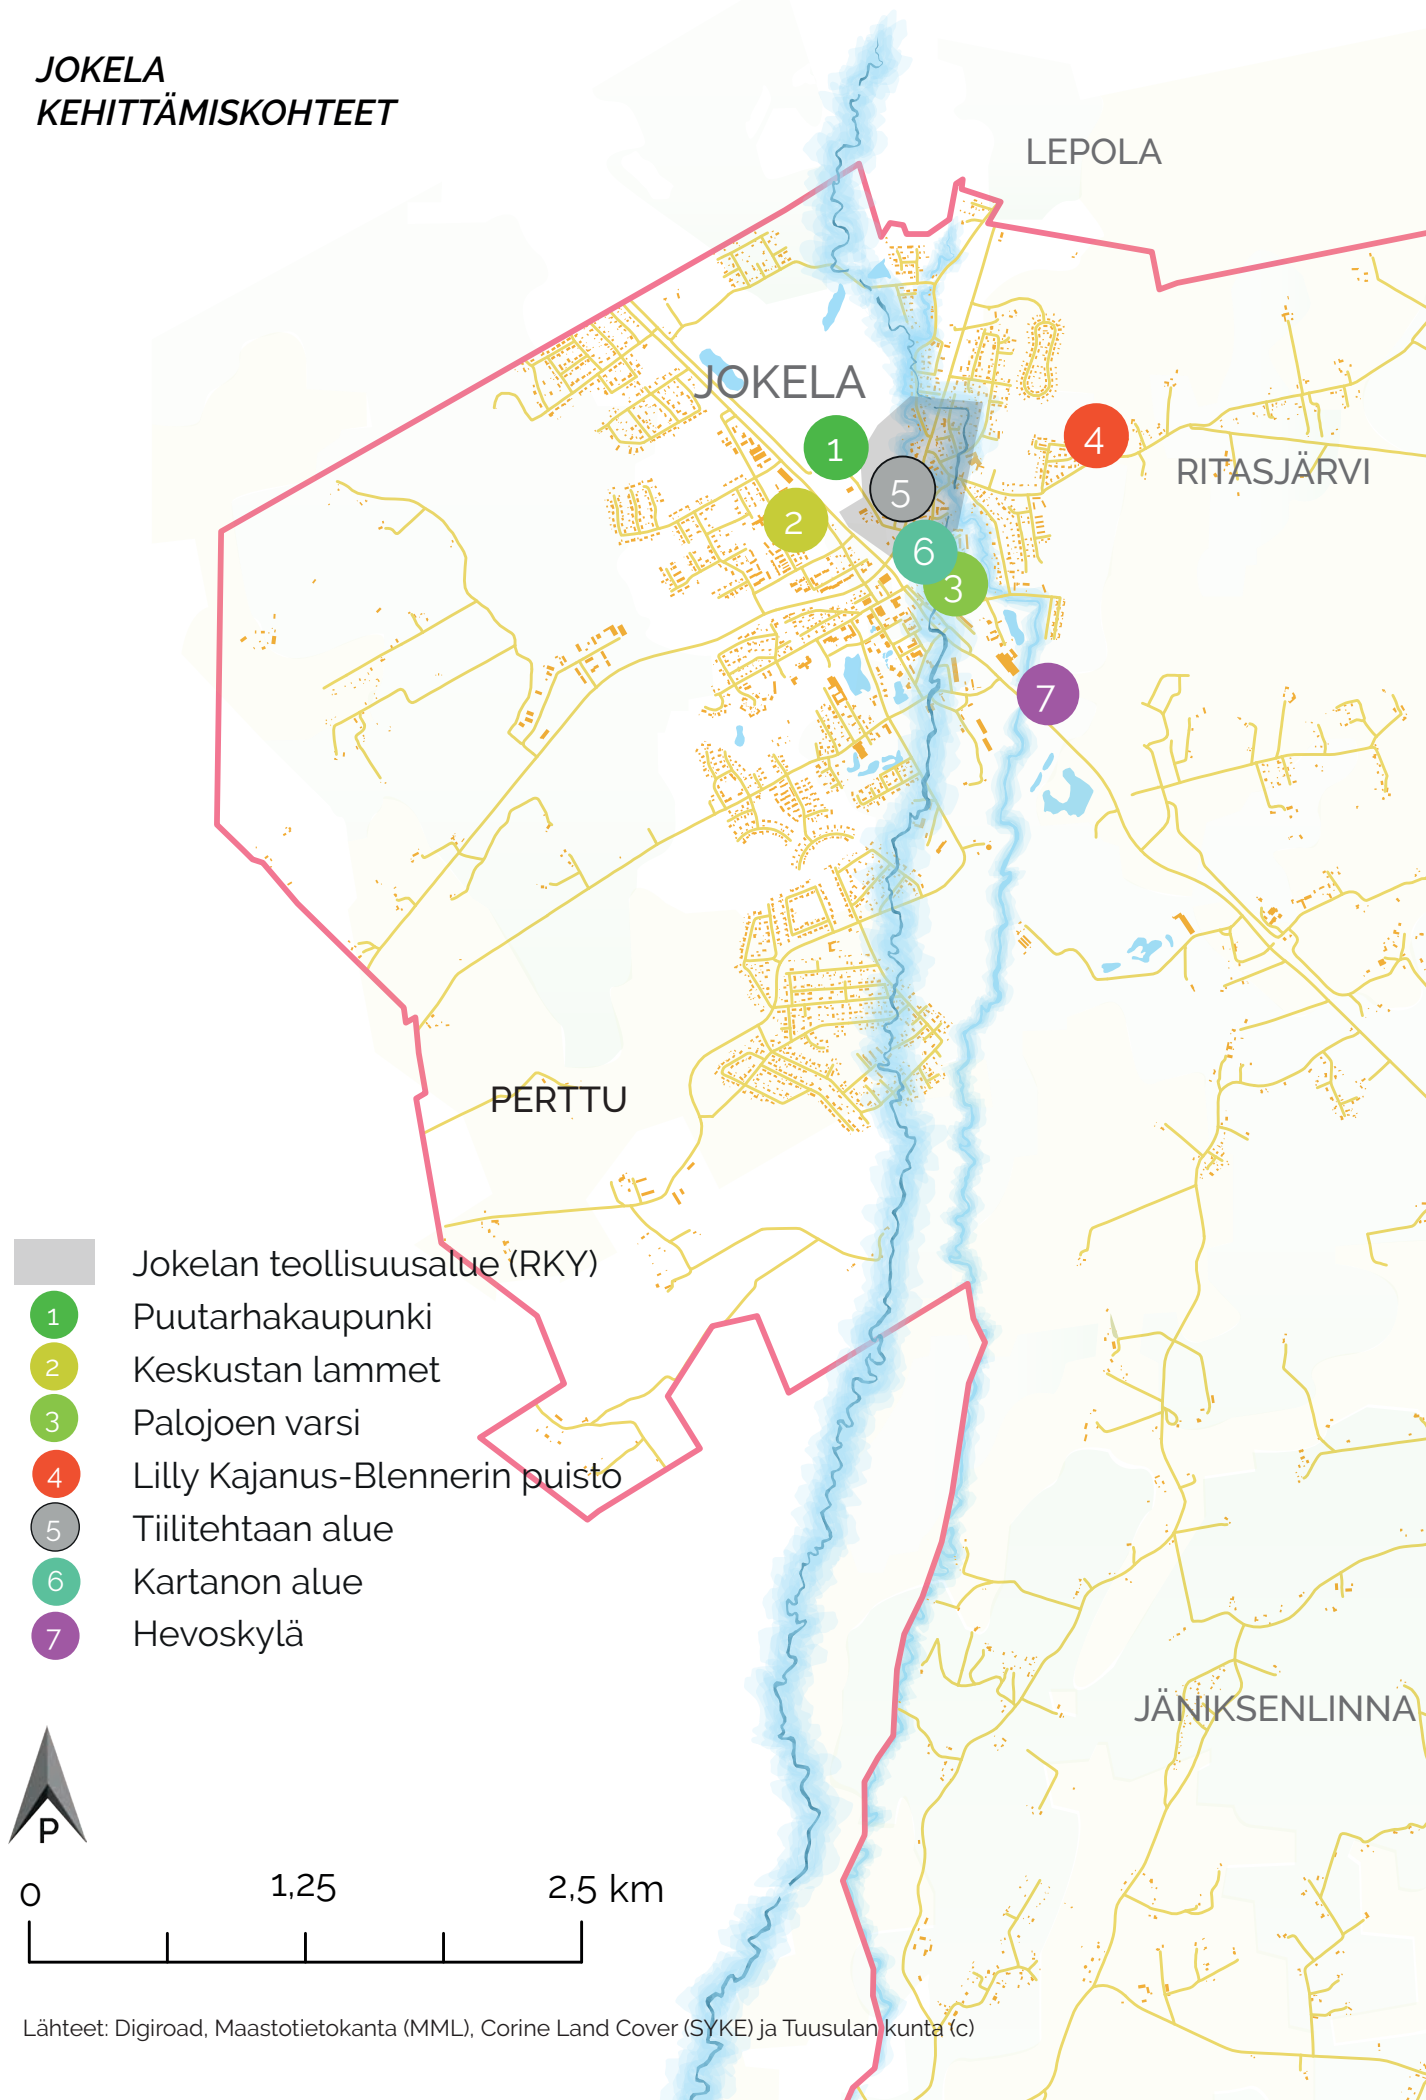 JOKELA
KEHITTÄMISKOHTEET
LEPOLA
JOKELA
1
4
RITASJÄRVI
5
2
6
3
7
PERTTU
Jokelan teollisuusalue (RKY)
1 Puutarhakaupunki
2 Keskustan lammet
3 Palojoen varsi
4 Lilly Kajanus-Blennerin puisto
5 Tiilitehtaan alue
6 Kartanon alue
7 Hevoskylä
JÄNIKSENLINNA
P
0 1,25 2,5 km
Lähteet: Digiroad, Maastotietokanta (MML), Corine Land Cover (SYKE) ja Tuusulan kunta (c)